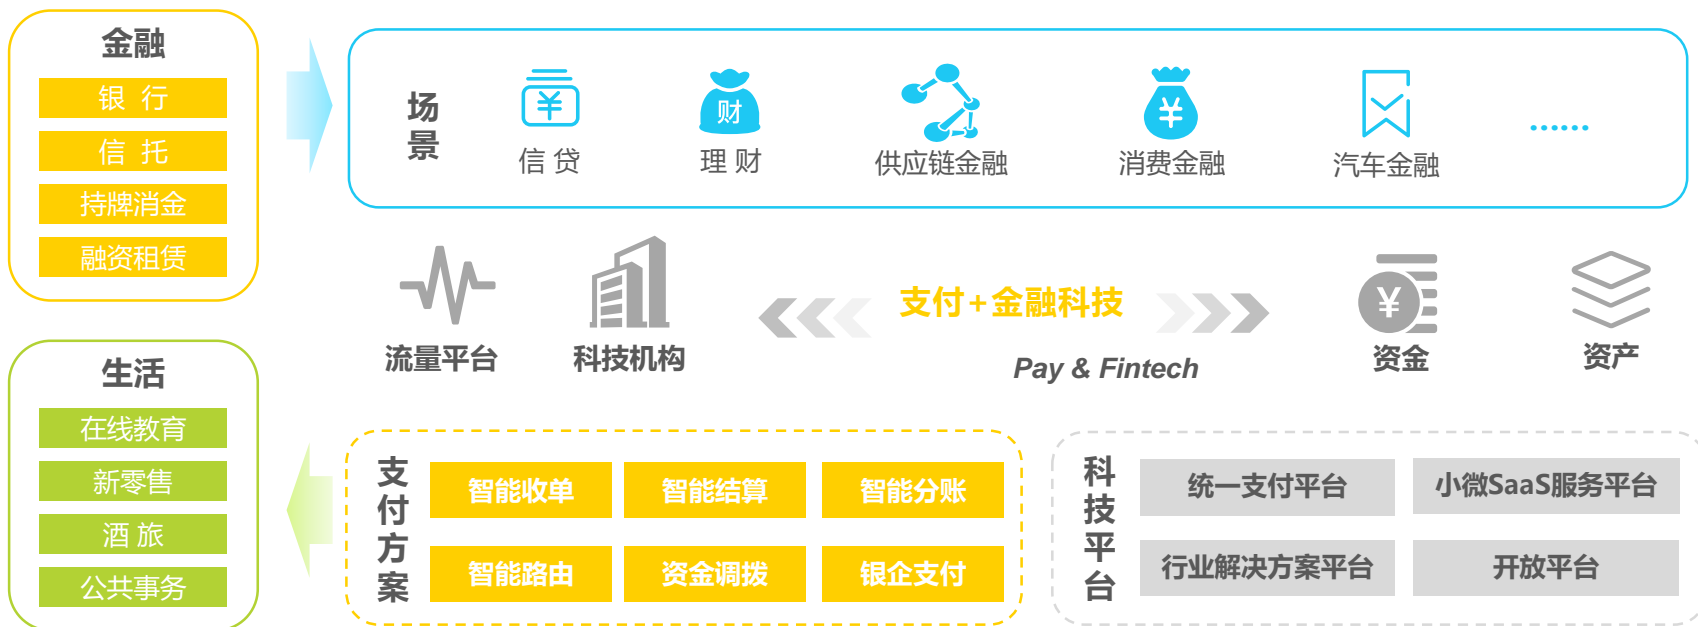 金融
银 行
信 托
持牌消金
融资租赁
生活
在线教育
新零售
酒 旅
公共事务
场景
¥
信 贷
财
理 财
供应链金融
¥
消费金融
汽车金融
......
流量平台
科技机构
支付+金融科技
Pay & Fintech
¥
资金
资产
支付方案
智能收单
智能结算
智能分账
智能路由
资金调拨
银企支付
科技平台
统一支付平台
小微SaaS服务平台
行业解决方案平台
开放平台